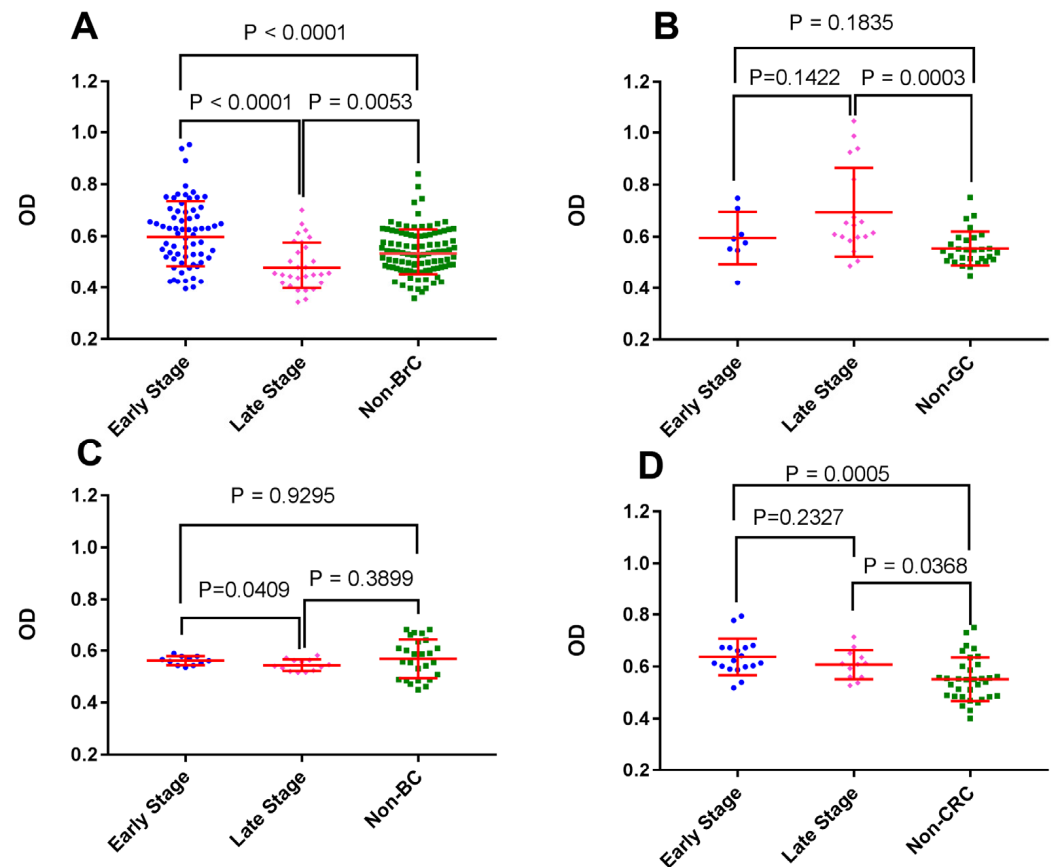 A
P < 0.0001
P < 0.0001
P = 0.0053
OD
1.2
1.0
0.8
0.6
0.4
0.2
Early Stage
Late Stage
Non-BrC
B
P = 0.1835
P=0.1422
P = 0.0003
OD
1.2
1.0
0.8
0.6
0.4
0.2
Early Stage
Late Stage
Non-GC
C
P = 0.9295
P=0.0409
P = 0.3899
OD
1.2
1.0
0.8
0.6
0.4
0.2
Early Stage
Late Stage
Non-BC
D
P = 0.0005
P=0.2327
P = 0.0368
OD
1.2
1.0
0.8
0.6
0.4
0.2
Early Stage
Late Stage
Non-CRC